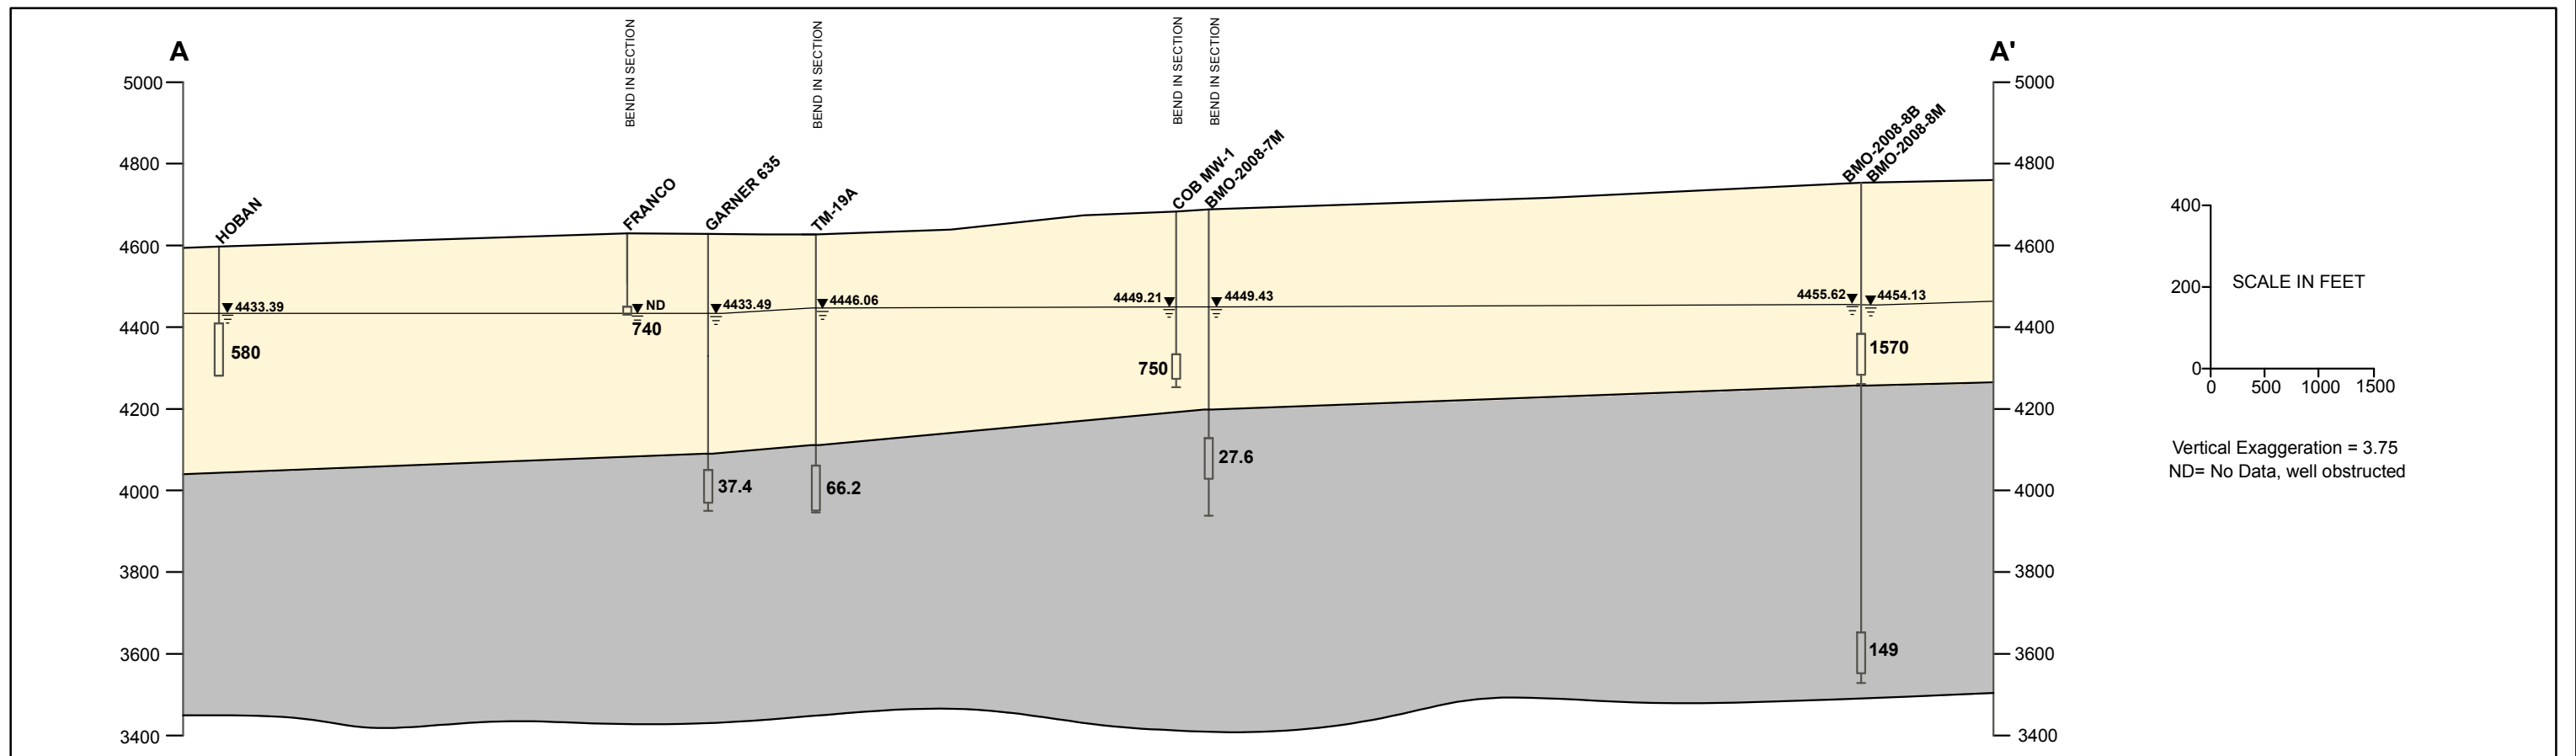 A
A'
BEND IN SECTION
BEND IN SECTION
BEND IN SECTION
BEND IN SECTION
5000
4800
4600
4400
4200
4000
3800
3600
3400
HOBAN
FRANCO
GARNER 635
TM-19A
COB MW-1
BMO-2008-7M
BMO-2008-8B
BMO-2008-8M
4433.39
ND
4433.49
4446.06
4449.21
4449.43
4455.62
4454.13
580
740
37.4
66.2
750
27.6
1570
149
5000
4800
4600
4400
4200
4000
3800
3600
3400
400
200
0
SCALE IN FEET
0 500 1000 1500
Vertical Exaggeration = 3.75
ND= No Data, well obstructed